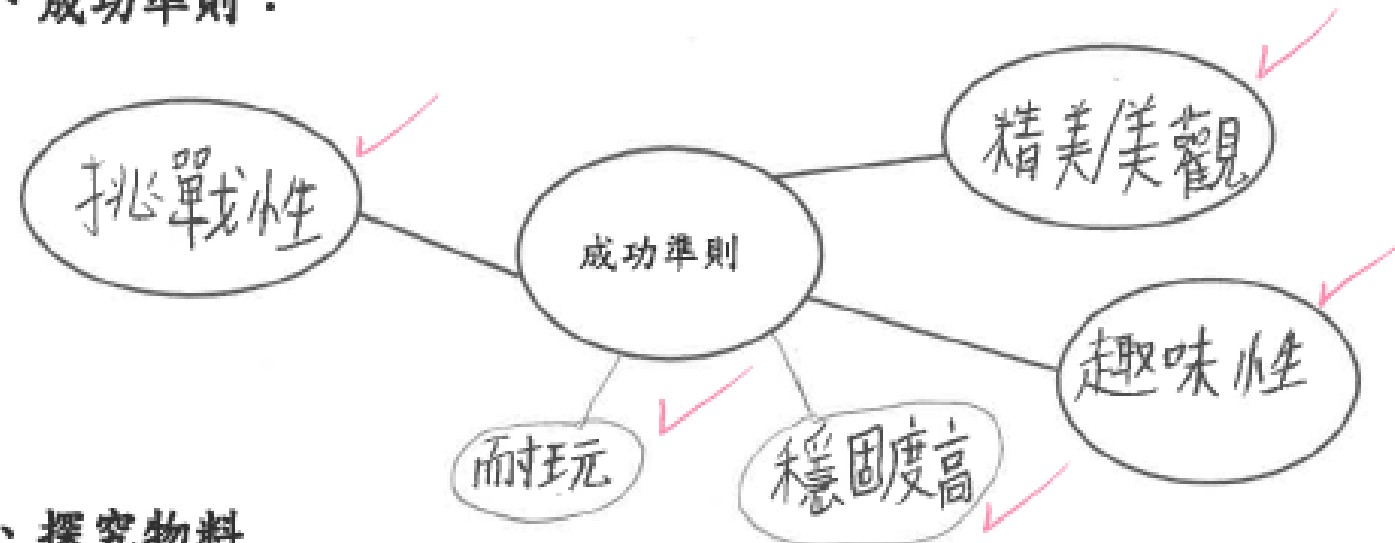 、成功準則：
精美/美觀
挑戰性
成功準則
趣味性
耐玩
穩固度高
、探究物料